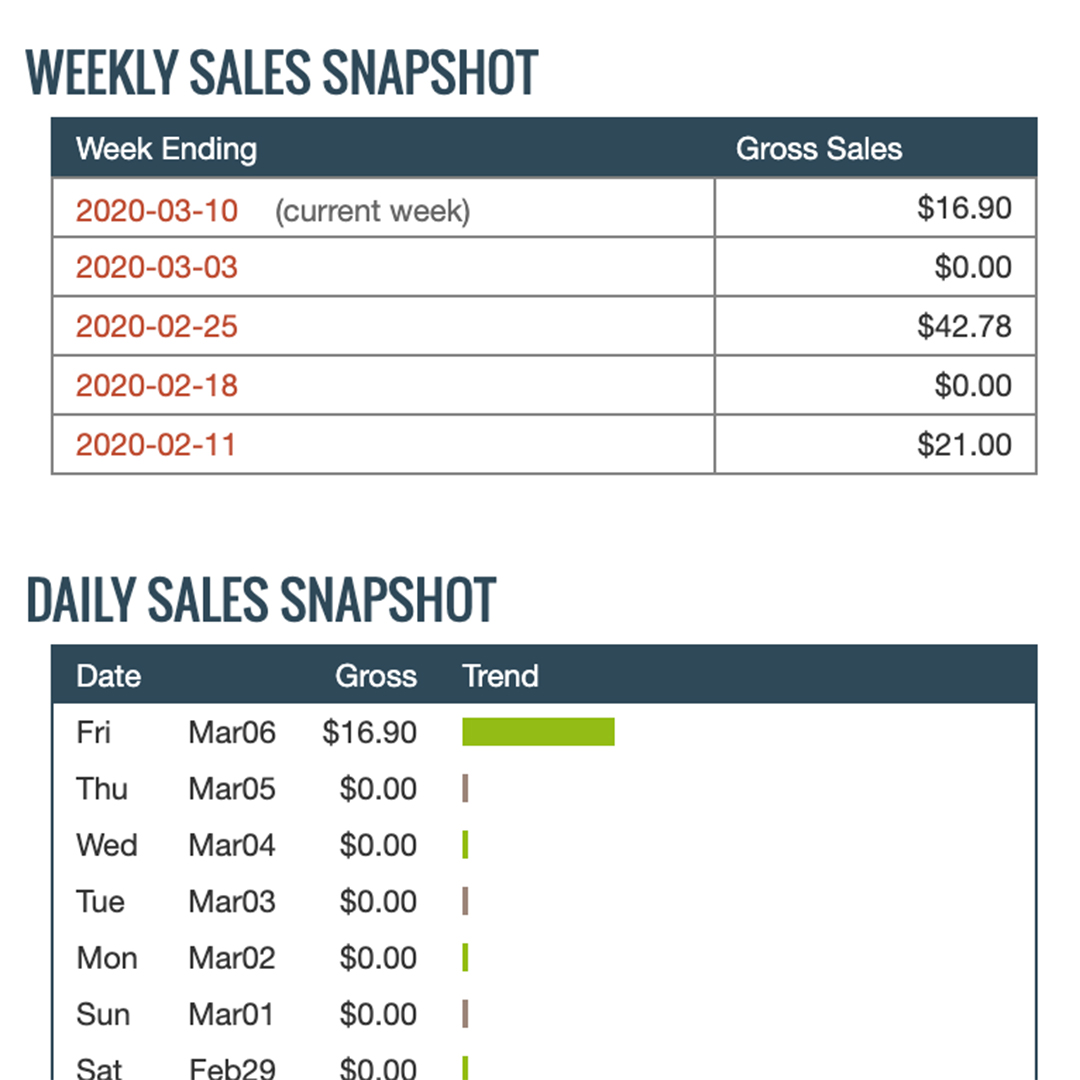 WEEKLY SALES SNAPSHOT
Week Ending Gross Sales
2020-03-10 (current week) $16.90
2020-03-03 $0.00
2020-02-25 $42.78
2020-02-18 $0.00
2020-02-11 $21.00
DAILY SALES SNAPSHOT
Date Gross Trend
Fri Mar06 $16.90
Thu Mar05 $0.00
Wed Mar04 $0.00
Tue Mar03 $0.00
Mon Mar02 $0.00
Sun Mar01 $0.00
Sat Feb29 $0.00